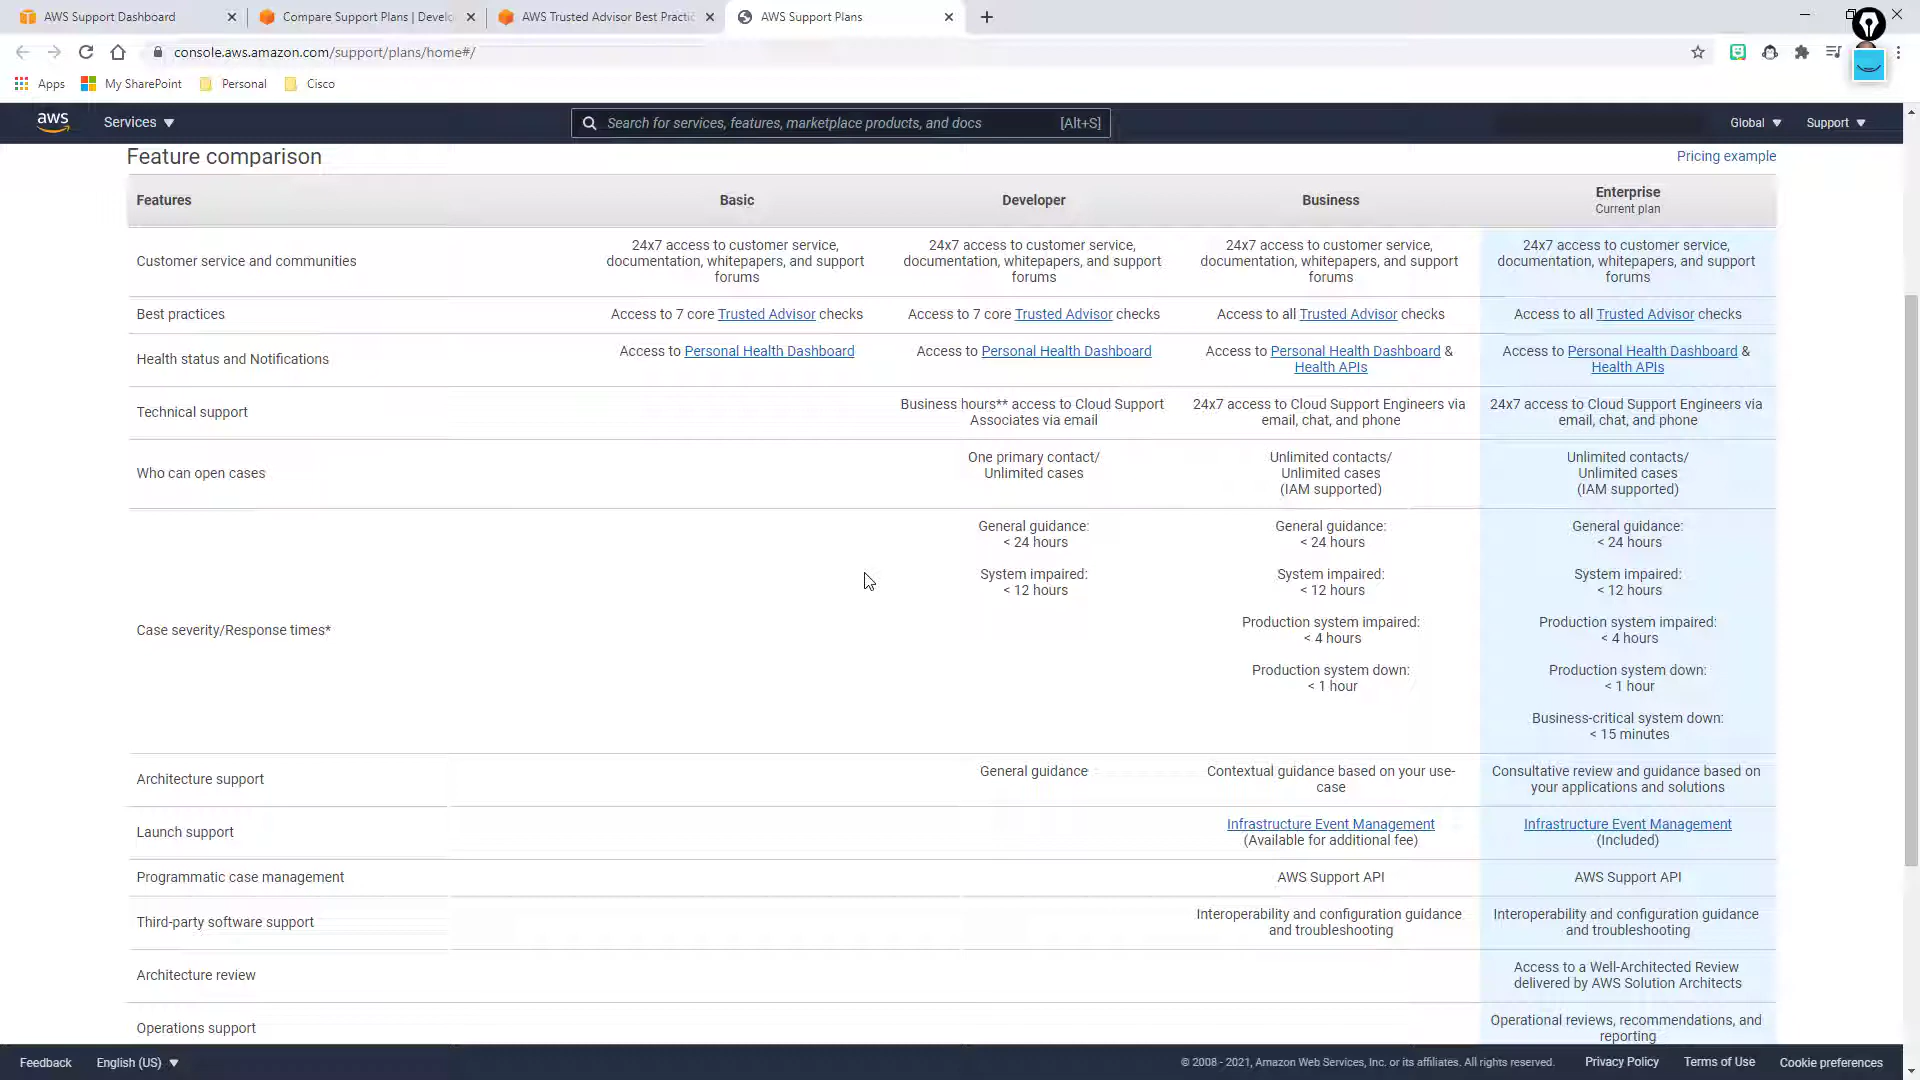 AWS Support Dashboard
Compare Support Plans | Develo
AWS Trusted Advisor Best Practic
AWS Support Plans
console.aws.amazon.com/support/plans/home#/
Apps
My SharePoint
Personal
Cisco
aws
Services
Search for services, features, marketplace products, and docs
[Alt+S]
Global
Support
Feature comparison
Pricing example
Features
Basic
Developer
Business
Enterprise
Current plan
Customer service and communities
24x7 access to customer service,
documentation, whitepapers, and support
forums
24x7 access to customer service,
documentation, whitepapers, and support
forums
24x7 access to customer service,
documentation, whitepapers, and support
forums
24x7 access to customer service,
documentation, whitepapers, and support
forums
Best practices
Access to 7 core Trusted Advisor checks
Access to 7 core Trusted Advisor checks
Access to all Trusted Advisor checks
Access to all Trusted Advisor checks
Health status and Notifications
Access to Personal Health Dashboard
Access to Personal Health Dashboard
Access to Personal Health Dashboard &
Health APIs
Access to Personal Health Dashboard &
Health APIs
Technical support
Business hours** access to Cloud Support
Associates via email
24x7 access to Cloud Support Engineers via
email, chat, and phone
24x7 access to Cloud Support Engineers via
email, chat, and phone
Who can open cases
One primary contact/
Unlimited cases
Unlimited contacts/
Unlimited cases
(IAM supported)
Unlimited contacts/
Unlimited cases
(IAM supported)
Case severity/Response times*
General guidance:
< 24 hours
System impaired:
< 12 hours
General guidance:
< 24 hours
System impaired:
< 12 hours
Production system impaired:
< 4 hours
Production system down:
< 1 hour
General guidance:
< 24 hours
System impaired:
< 12 hours
Production system impaired:
< 4 hours
Production system down:
< 1 hour
Business-critical system down:
< 15 minutes
Architecture support
General guidance
Contextual guidance based on your use-
case
Consultative review and guidance based on
your applications and solutions
Launch support
Infrastructure Event Management
(Available for additional fee)
Infrastructure Event Management
(Included)
Programmatic case management
AWS Support API
AWS Support API
Third-party software support
Interoperability and configuration guidance
and troubleshooting
Interoperability and configuration guidance
and troubleshooting
Architecture review
Access to a Well-Architected Review
delivered by AWS Solution Architects
Operations support
Operational reviews, recommendations, and
reporting
Feedback
English (US)
© 2008 - 2021, Amazon Web Services, Inc. or its affiliates. All rights reserved.
Privacy Policy
Terms of Use
Cookie preferences